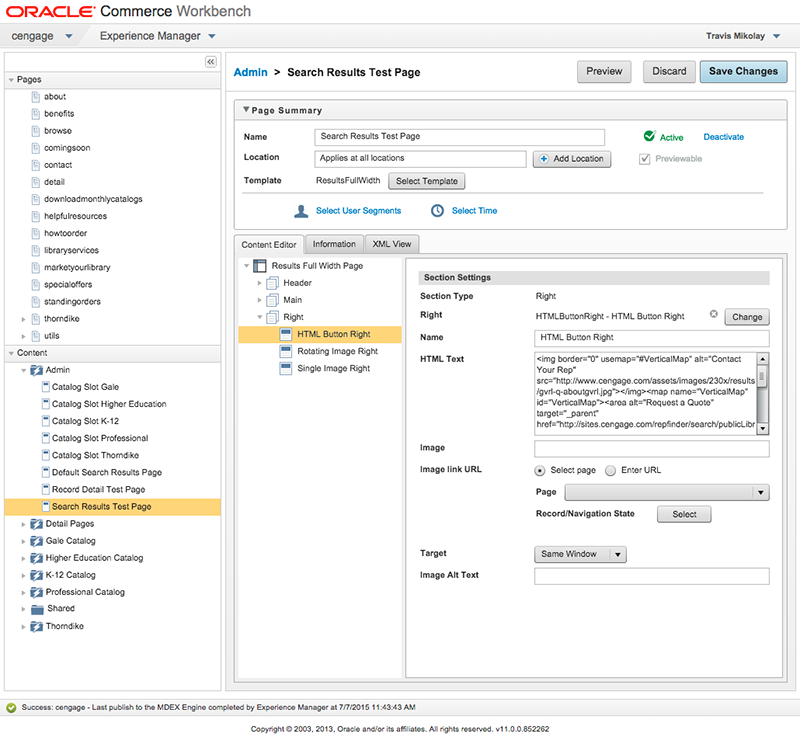 ORACLE® Commerce Workbench
cengage Experience Manager Travis Mikolay
Pages
about
benefits
browse
comingsoon
contact
detail
downloadmonthlycatalogs
helpfulresources
howtoorder
libraryservices
marketyourlibrary
specialoffers
standingorders
thorndike
utils
Content
Admin
Catalog Slot Gale
Catalog Slot Higher Education
Catalog Slot K-12
Catalog Slot Professional
Catalog Slot Thorndike
Default Search Results Page
Record Detail Test Page
Search Results Test Page
Detail Pages
Gale Catalog
Higher Education Catalog
K-12 Catalog
Professional Catalog
Shared
Thorndike
Admin > Search Results Test Page Preview Discard Save Changes
Page Summary
Name Search Results Test Page Active Deactivate
Location Applies at all locations Add Location Previewable
Template ResultsFullWidth Select Template
Select User Segments Select Time
Content Editor Information XML View
Results Full Width Page
Header
Main
Right
HTML Button Right
Rotating Image Right
Single Image Right
Section Settings
Section Type Right
Right HTMLButtonRight - HTML Button Right Change
Name HTML Button Right
HTML Text <img border="0" usemap="#VerticalMap" alt="Contact
Your Rep"
src="http://www.cengage.com/assets/images/230x/results
/gvrl-q-aboutgvrl.jpg"></img><map name="VerticalMap"
id="VerticalMap"><area alt="Request a Quote"
target="_parent"
href="http://sites.cengage.com/repfinder/search/publicLibr
Image
Image link URL Select page Enter URL
Page
Record/Navigation State Select
Target Same Window
Image Alt Text
Success: cengage - Last publish to the MDEX Engine completed by Experience Manager at 7/7/2015 11:43:43 AM
Copyright © 2003, 2013, Oracle and/or its affiliates. All rights reserved. v11.0.0.852262